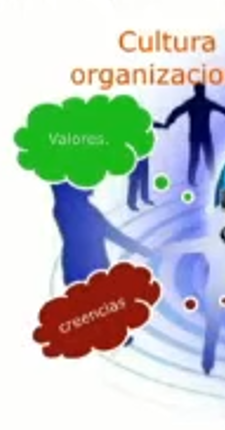 Cultura
organizacio
Valores.
creencias